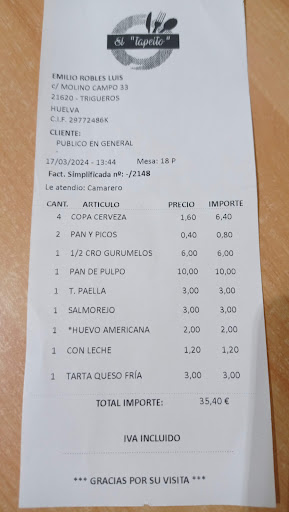 El "Tapeito"
EMILIO ROBLES LUIS
c/ MOLINO CAMPO 33
21620 - TRIGUEROS
HUELVA
C.I.F. 29772486K
CLIENTE:
PUBLICO EN GENERAL
-
17/03/2024 - 13:44 Mesa: 18 P
Fact. Simplificada nº: -/2148
Le atendio: Camarero
CANT. ARTICULO PRECIO IMPORTE
4 COPA CERVEZA 1,60 6,40
2 PAN Y PICOS 0,40 0,80
1 1/2 CRO GURUMELOS 6,00 6,00
1 PAN DE PULPO 10,00 10,00
1 T. PAELLA 3,00 3,00
1 SALMOREJO 3,00 3,00
1 *HUEVO AMERICANA 2,00 2,00
1 CON LECHE 1,20 1,20
1 TARTA QUESO FRÍA 3,00 3,00
TOTAL IMPORTE: 35,40 €
IVA INCLUIDO
*** GRACIAS POR SU VISITA ***